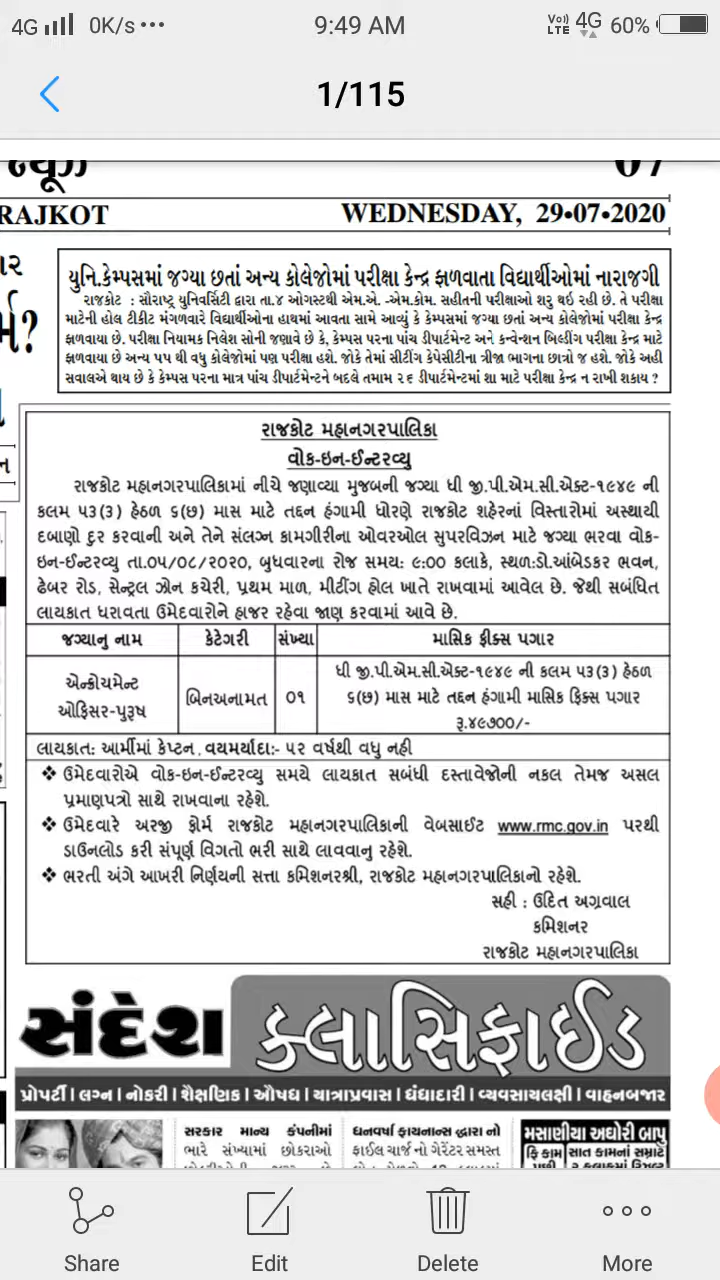 4G 0K/s 9:49 AM Vo) LTE 4G 60%
1/115
ન્યૂઝ 07
RAJKOT WEDNESDAY, 29•07•2020
યુનિ.કેમ્પસમાં જગ્યા છતાં અન્ય કોલેજોમાં પરીક્ષા કેન્દ્ર ફાળવાતા વિદ્યાર્થીઓમાં નારાજગી
રાજકોટ : સૌરાષ્ટ્ર યુનિવર્સિટી દ્વારા તા.૪ ઓગસ્ટથી એમ.એ. -એમ.કોમ. સહીતની પરીક્ષાઓ શરુ થઈ રહી છે. તે પરીક્ષા
માટેની હોલ ટીકીટ મંગળવારે વિદ્યાર્થીઓના હાથમાં આવતા સામે આવ્યું કે કેમ્પસમાં જગ્યા છતાં અન્ય કોલેજોમાં પરીક્ષા કેન્દ્ર
ફાળવાયા છે. પરીક્ષા નિયામક નિલેશ સોની જણાવે છે કે, કેમ્પસ પરના પાંચ ડીપાર્ટમેન્ટ અને કન્વેન્શન બિલ્ડીંગ પરીક્ષા કેન્દ્ર માટે
ફાળવાયા છે અન્ય ૫૫ થી વધુ કોલેજોમાં પણ પરીક્ષા હશે. જોકે તેમાં સીટીંગ કેપેસીટીના ત્રીજા ભાગના છાત્રો જ હશે. જોકે અહી
સવાલએ થાય છે કે કેમ્પસ પરના માત્ર પાંચ ડીપાર્ટમેન્ટને બદલે તમામ ૨૬ ડીપાર્ટમેન્ટમાં શા માટે પરીક્ષા કેન્દ્ર ન રાખી શકાય ?
રાજકોટ મહાનગરપાલિકા
વોક-ઇન-ઈન્ટરવ્યુ
રાજકોટ મહાનગરપાલિકામાં નીચે જણાવ્યા મુજબની જગ્યા ધી જી.પી.એમ.સી.એક્ટ-૧૯૪૯ ની
કલમ ૫૩(૩) હેઠળ ૬(છ) માસ માટે તદન હંગામી ધોરણે રાજકોટ શહેરનાં વિસ્તારોમાં અસ્થાયી
દબાણો દુર કરવાની અને તેને સંલગ્ન કામગીરીના ઓવરઓલ સુપરવિઝન માટે જગ્યા ભરવા વોક-
ઇન-ઈન્ટરવ્યુ તા.૦૫/૦૮/૨૦૨૦, બુધવારના રોજ સમય: ૯:૦૦ કલાકે, સ્થળ:ડો.આંબેડકર ભવન,
ઢેબર રોડ, સેન્ટ્રલ ઝોન કચેરી, પ્રથમ માળ, મીટીંગ હોલ ખાતે રાખવામાં આવેલ છે. જેથી સબંધિત
લાયકાત ધરાવતા ઉમેદવારોને હાજર રહેવા જાણ કરવામાં આવે છે.
જગ્યાનુ નામ કેટેગરી સંખ્યા માસિક ફીક્સ પગાર
એન્ક્રોચમેન્ટ ઓફિસર-પુરૂષ બિનઅનામત ૦૧ ધી જી.પી.એમ.સી.એક્ટ-૧૯૪૯ ની કલમ ૫૩(૩) હેઠળ
૬(છ) માસ માટે તદન હંગામી માસિક ફિક્સ પગાર
રૂ.૪૯૭૦૦/-
લાયકાત: આર્મીમાં કેપ્ટન, વયમર્યાદા:- ૫૨ વર્ષથી વધુ નહી
❖ ઉમેદવારોએ વોક-ઇન-ઈન્ટરવ્યુ સમયે લાયકાત સબંધી દસ્તાવેજોની નકલ તેમજ અસલ
પ્રમાણપત્રો સાથે રાખવાના રહેશે.
❖ ઉમેદવારે અરજી ફોર્મ રાજકોટ મહાનગરપાલિકાની વેબસાઈટ www.rmc.gov.in પરથી
ડાઉનલોડ કરી સંપૂર્ણ વિગતો ભરી સાથે લાવવાનુ રહેશે.
❖ ભરતી અંગે આખરી નિર્ણયની સત્તા કમિશનરશ્રી, રાજકોટ મહાનગરપાલિકાનો રહેશે.
સહી : ઉદિત અગ્રવાલ
કમિશનર
રાજકોટ મહાનગરપાલિકા
સંદેશ ક્લાસિફાઈડ
પ્રોપર્ટી | લગ્ન | નોકરી | શૈક્ષણિક | ઔષધ | યાત્રાપ્રવાસ | ધંધાદારી | વ્યવસાયલક્ષી | વાહનબજાર
સરકાર માન્ય કંપનીમાં
ભારે સંખ્યામાં છોકરાઓ
ધનવર્ષા ફાયનાન્સ દ્વારા નો
ફાઈલ ચાર્જ નો ગેરેંટર સમસ્ત
મસાણીયા અઘોરી બાપુ
ફિ કામ સાત કામનાં સમ્રાટ
Share Edit Delete More